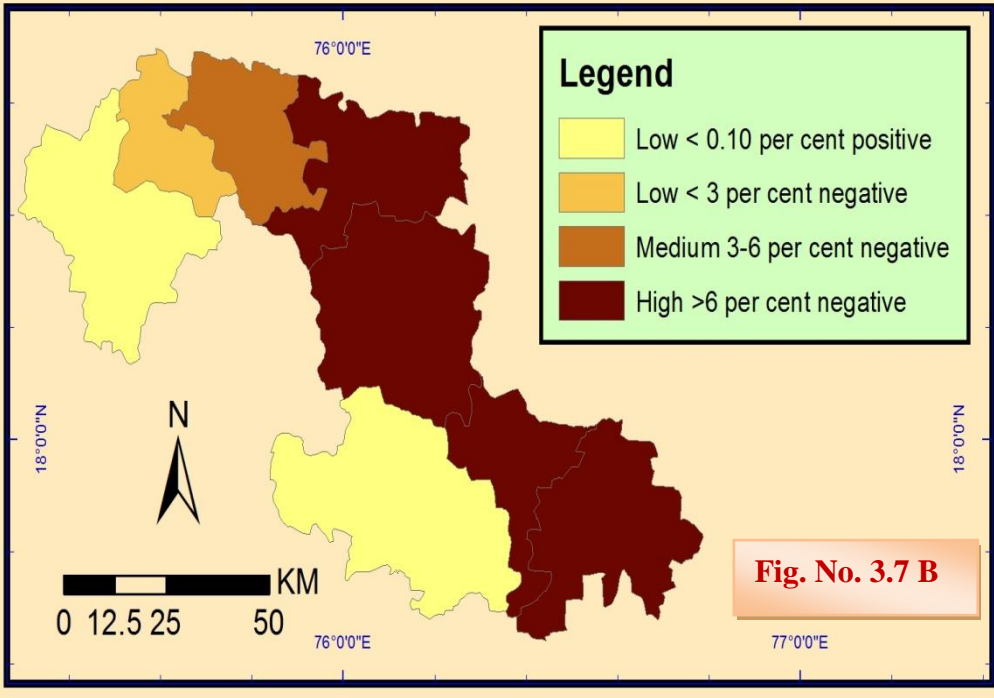 76°0'0"E
Legend
Low < 0.10 per cent positive
Low < 3 per cent negative
Medium 3-6 per cent negative
High >6 per cent negative
N
18°0'0"N
18°0'0"N
Fig. No. 3.7 B
KM
0 12.5 25 50
76°0'0"E
77°0'0"E